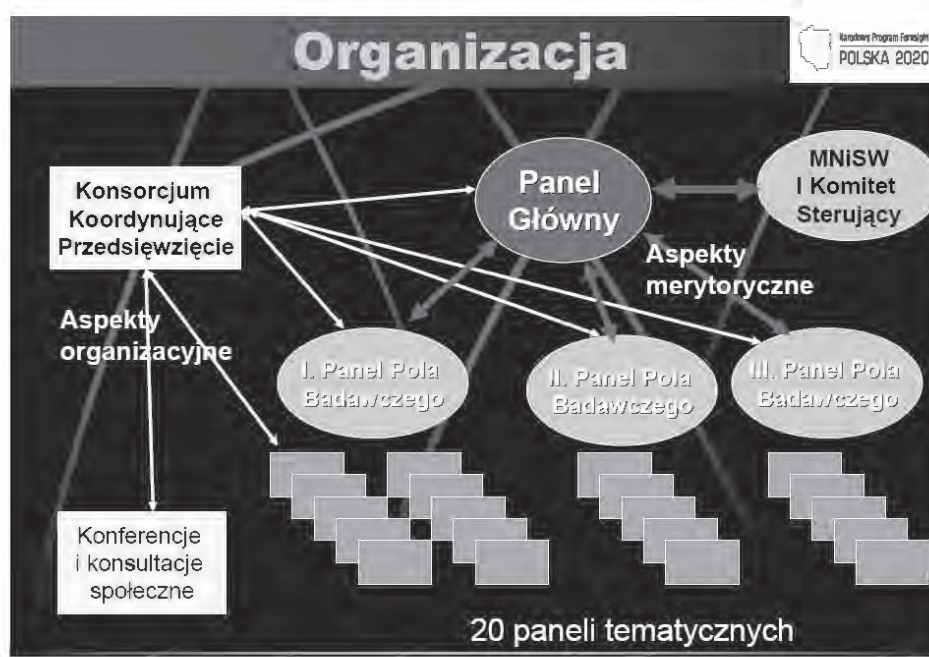 Organizacja
Narodowy Program Foresight
POLSKA 2020
Konsorcjum
Koordynujące
Przedsięwzięcie
Panel
Główny
MNiSW
I Komitet
Sterujący
Aspekty
merytoryczne
Aspekty
organizacyjne
I. Panel Pola
Badawczego
II. Panel Pola
Badawczego
III. Panel Pola
Badawczego
Konferencje
i konsultacje
społeczne
20 paneli tematycznych